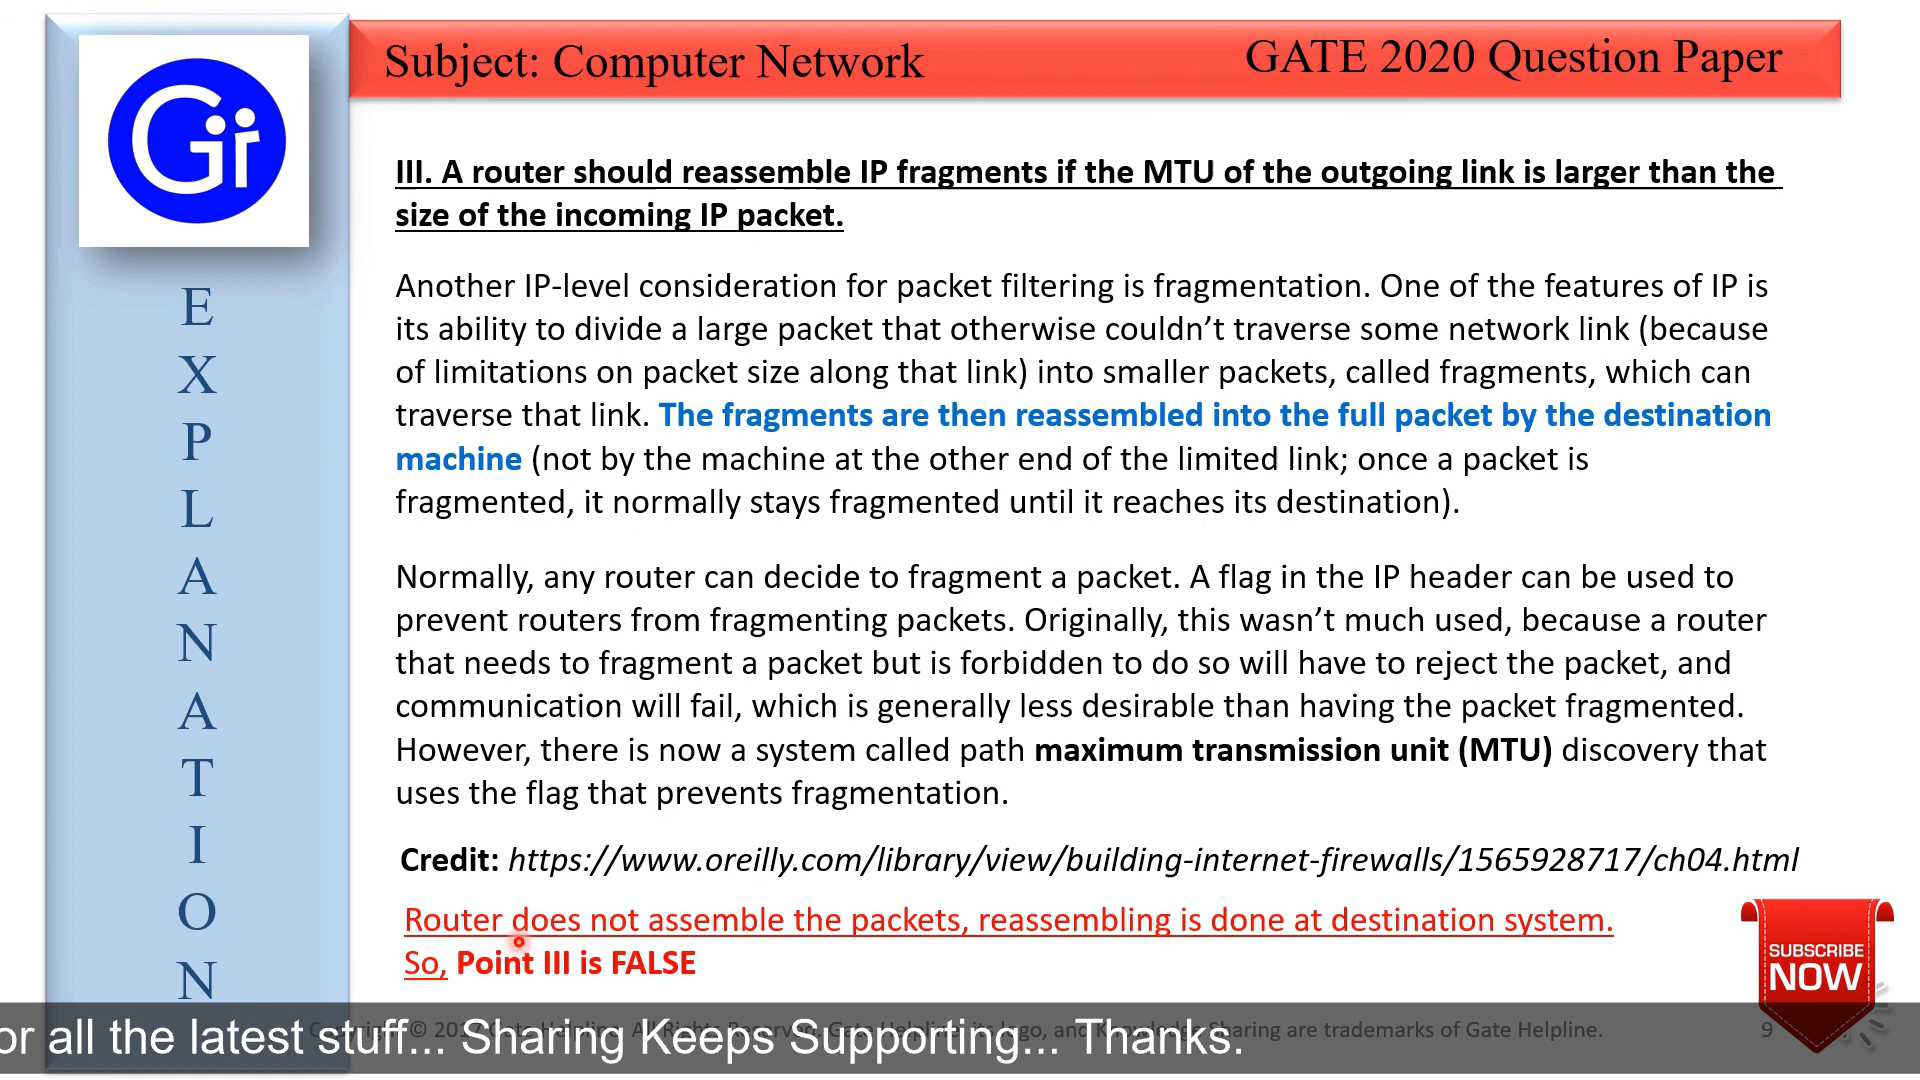 Gi
Subject: Computer Network
GATE 2020 Question Paper
EXPLANATION
III. A router should reassemble IP fragments if the MTU of the outgoing link is larger than the
size of the incoming IP packet.
Another IP-level consideration for packet filtering is fragmentation. One of the features of IP is
its ability to divide a large packet that otherwise couldn’t traverse some network link (because
of limitations on packet size along that link) into smaller packets, called fragments, which can
traverse that link. The fragments are then reassembled into the full packet by the destination
machine (not by the machine at the other end of the limited link; once a packet is
fragmented, it normally stays fragmented until it reaches its destination).
Normally, any router can decide to fragment a packet. A flag in the IP header can be used to
prevent routers from fragmenting packets. Originally, this wasn’t much used, because a router
that needs to fragment a packet but is forbidden to do so will have to reject the packet, and
communication will fail, which is generally less desirable than having the packet fragmented.
However, there is now a system called path maximum transmission unit (MTU) discovery that
uses the flag that prevents fragmentation.
Credit: https://www.oreilly.com/library/view/building-internet-firewalls/1565928717/ch04.html
Router does not assemble the packets, reassembling is done at destination system.
So, Point III is FALSE
SUBSCRIBE
NOW
or all the latest stuff... Sharing Keeps Supporting... Thanks.
Sharing are trademarks of Gate Helpline.
9